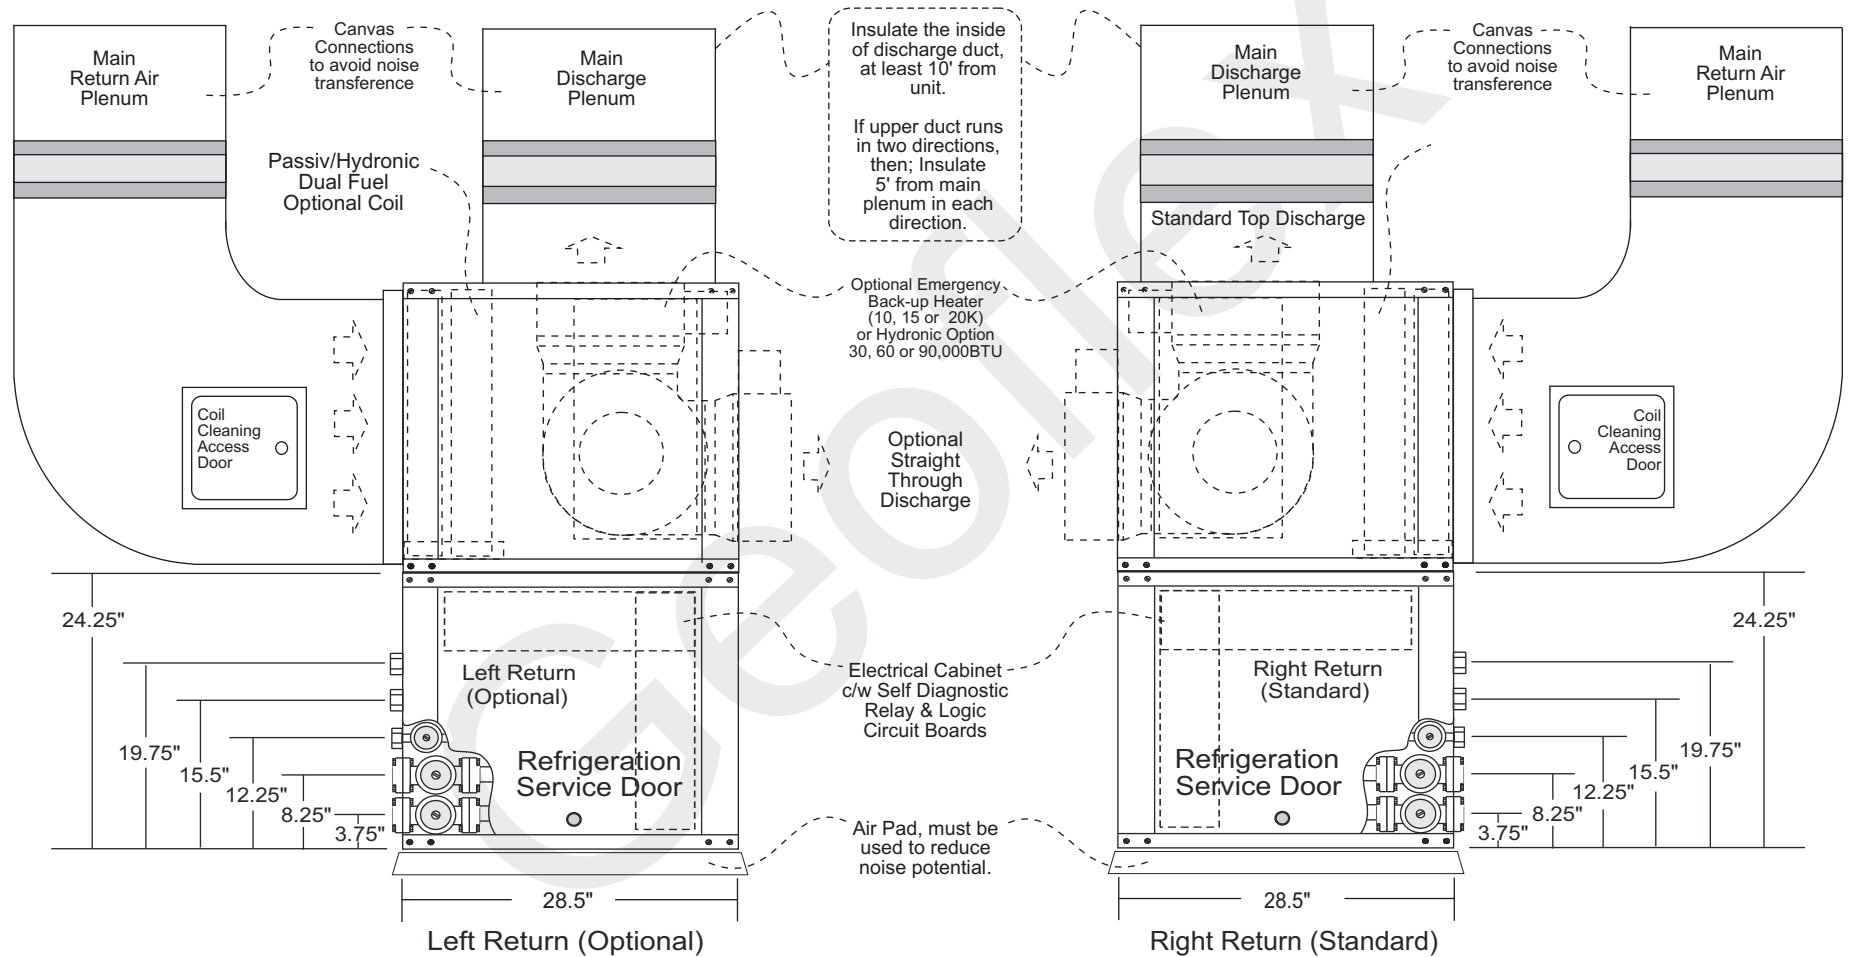 Main
Return Air
Plenum
Canvas
Connections
to avoid noise
transference
Main
Discharge
Plenum
Insulate the inside
of discharge duct,
at least 10' from
unit.
If upper duct runs
in two directions,
then; Insulate
5' from main
plenum in each
direction.
Main
Discharge
Plenum
Canvas
Connections
to avoid noise
transference
Main
Return Air
Plenum
Passiv/Hydronic
Dual Fuel
Optional Coil
Standard Top Discharge
Optional Emergency
Back-up Heater
(10, 15 or 20K)
or Hydronic Option
30, 60 or 90,000BTU
Coil
Cleaning
Access
Door
Optional
Straight
Through
Discharge
Coil
Cleaning
Access
Door
24.25"
19.75"
15.5"
12.25"
8.25"
3.75"
Left Return
(Optional)
Refrigeration
Service Door
Electrical Cabinet
c/w Self Diagnostic
Relay & Logic
Circuit Boards
Right Return
(Standard)
Refrigeration
Service Door
24.25"
19.75"
15.5"
12.25"
8.25"
3.75"
Air Pad, must be
used to reduce
noise potential.
28.5"
28.5"
Left Return (Optional)
Right Return (Standard)
Geoflex